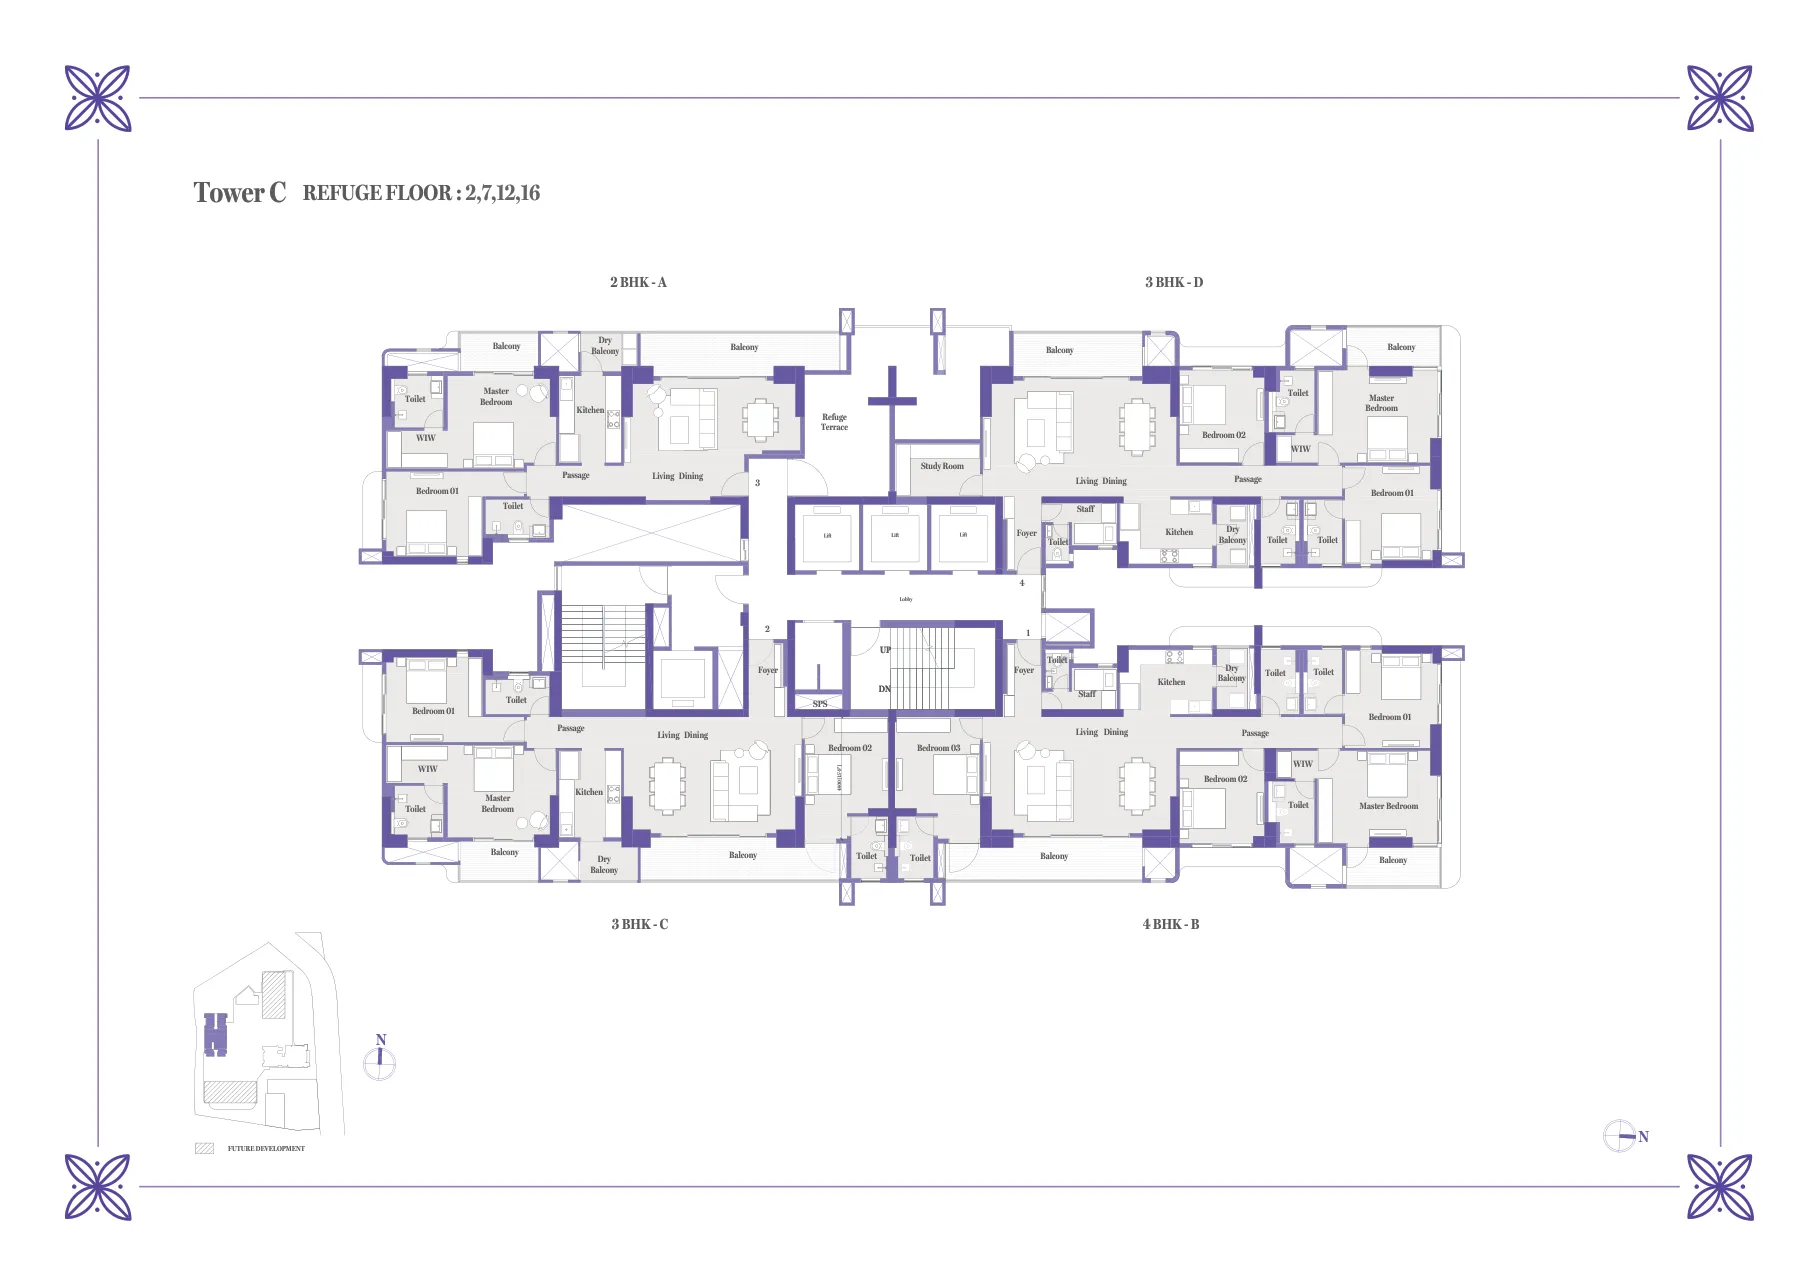 Tower C REFUGE FLOOR : 2,7,12,16
2 BHK - A
3 BHK - D
Balcony
Dry
Balcony
Balcony
Balcony
Balcony
Toilet
Master
Bedroom
Kitchen
Refuge
Terrace
Bedroom 02
Toilet
Master
Bedroom
WIW
WIW
Passage
Living Dining
3
Study Room
Living Dining
Passage
Bedroom 01
Bedroom 01
Toilet
Staff
Lift
Lift
Lift
Foyer
Toilet
Kitchen
Dry
Balcony
Toilet
Toilet
4
Lobby
2
1
UP
DN
SPS
Foyer
Foyer
Toilet
Staff
Kitchen
Dry
Balcony
Toilet
Toilet
Bedroom 01
Toilet
Bedroom 01
Passage
Living Dining
Bedroom 02
Bedroom 03
Living Dining
Passage
WIW
WIW
Master
Bedroom
Kitchen
Bedroom 02
Toilet
Toilet
Master Bedroom
Balcony
Dry
Balcony
Balcony
Toilet
Toilet
Balcony
Balcony
3 BHK - C
4 BHK - B
N
FUTURE DEVELOPMENT
N